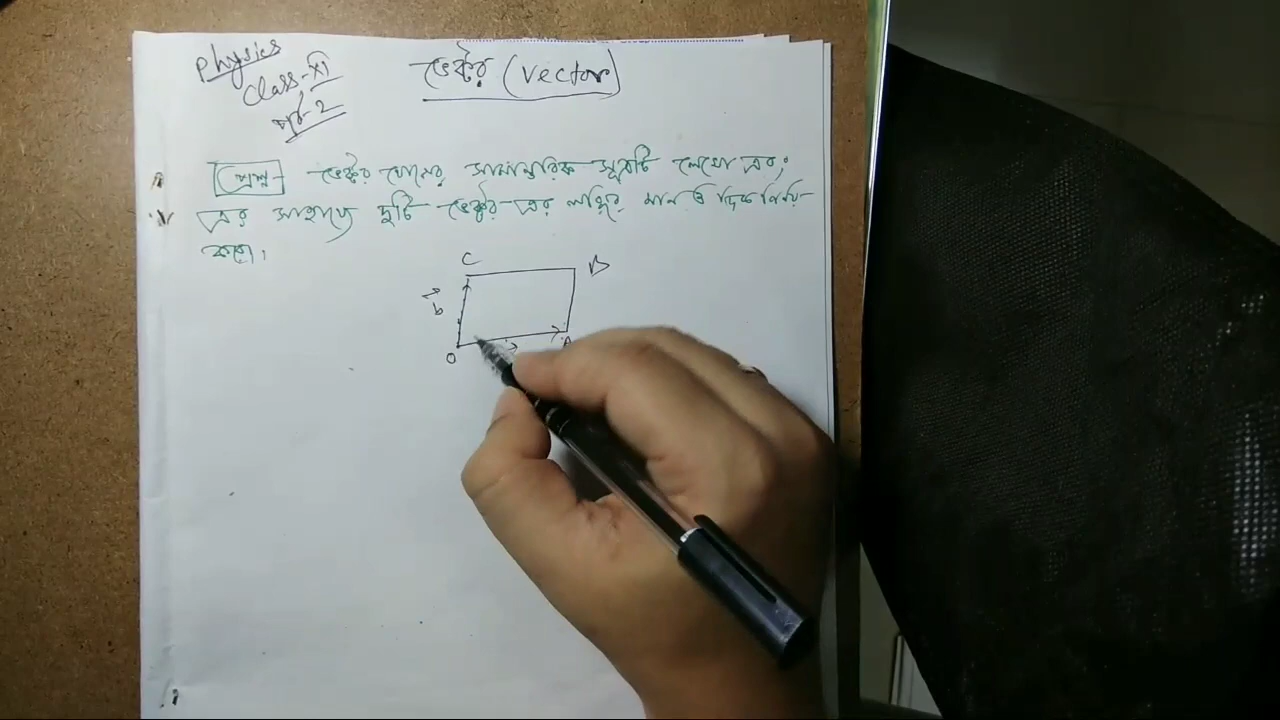 Physics
Class-XI
পর্ব-2
ভেক্টর (Vector)
প্রশ্ন- ভেক্টর যোগের সামান্তরিক সূত্রটি লেখো এবং
এর সাহায্যে দুটি ভেক্টর এর লব্ধির মান ও দিক নির্ণয়
করো।
C
D
b
O
A